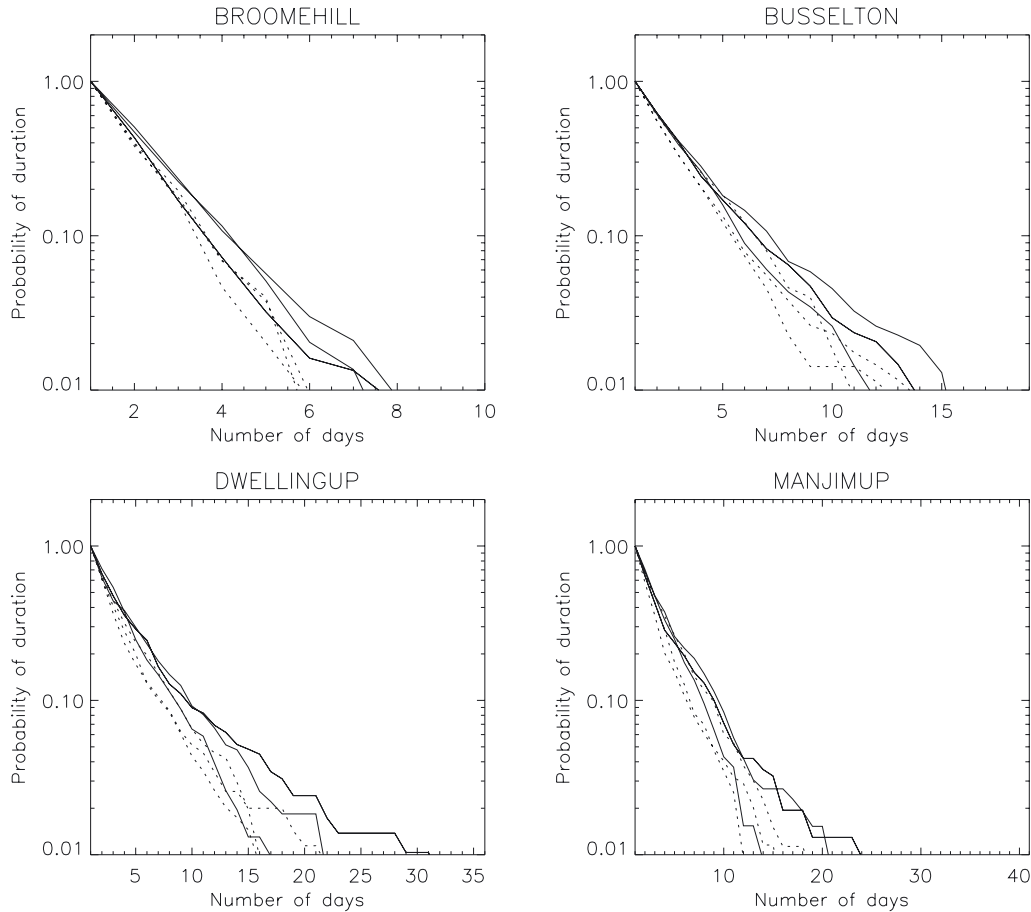 BROOMEHILL
Probability of duration
1.00
0.10
0.01
2 4 6 8 10
Number of days
BUSSELTON
Probability of duration
1.00
0.10
0.01
5 10 15
Number of days
DWELLINGUP
Probability of duration
1.00
0.10
0.01
5 10 15 20 25 30 35
Number of days
MANJIMUP
Probability of duration
1.00
0.10
0.01
10 20 30 40
Number of days